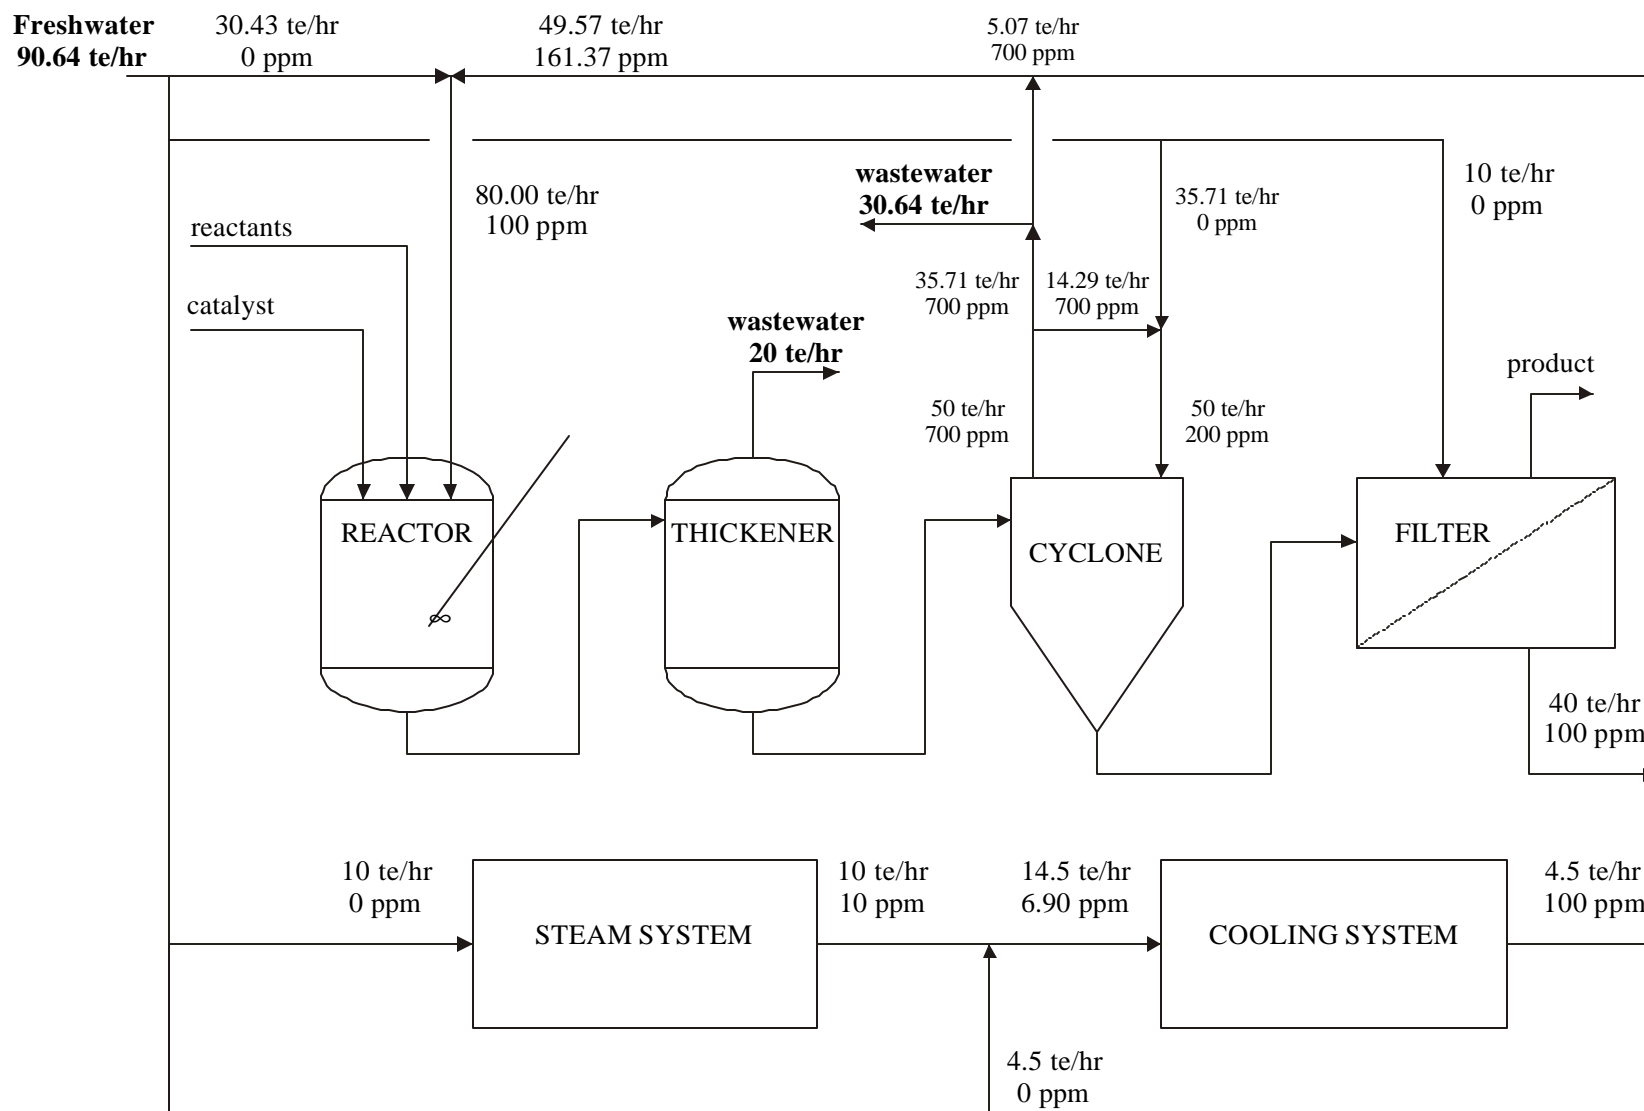 Freshwater
90.64 te/hr
30.43 te/hr
0 ppm
49.57 te/hr
161.37 ppm
5.07 te/hr
700 ppm
80.00 te/hr
100 ppm
wastewater
30.64 te/hr
35.71 te/hr
0 ppm
10 te/hr
0 ppm
reactants
catalyst
35.71 te/hr
700 ppm
14.29 te/hr
700 ppm
wastewater
20 te/hr
product
50 te/hr
700 ppm
50 te/hr
200 ppm
REACTOR
THICKENER
CYCLONE
FILTER
40 te/hr
100 ppm
10 te/hr
0 ppm
STEAM SYSTEM
10 te/hr
10 ppm
14.5 te/hr
6.90 ppm
COOLING SYSTEM
4.5 te/hr
100 ppm
4.5 te/hr
0 ppm